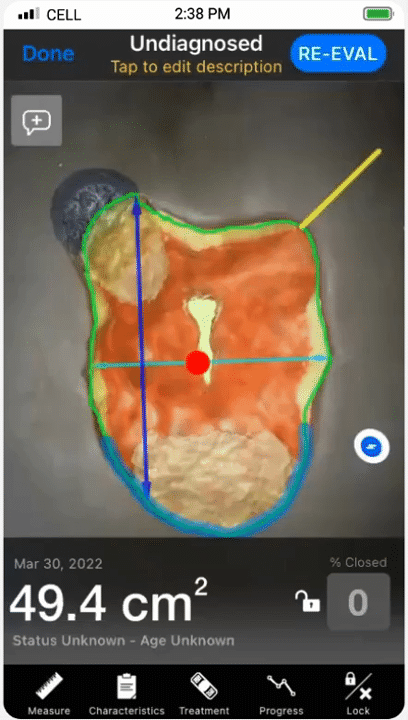 CELL 2:38 PM
Done Undiagnosed RE-EVAL
Tap to edit description
Mar 30, 2022 % Closed
49.4 cm² 0
Status Unknown - Age Unknown
Measure Characteristics Treatment Progress Lock